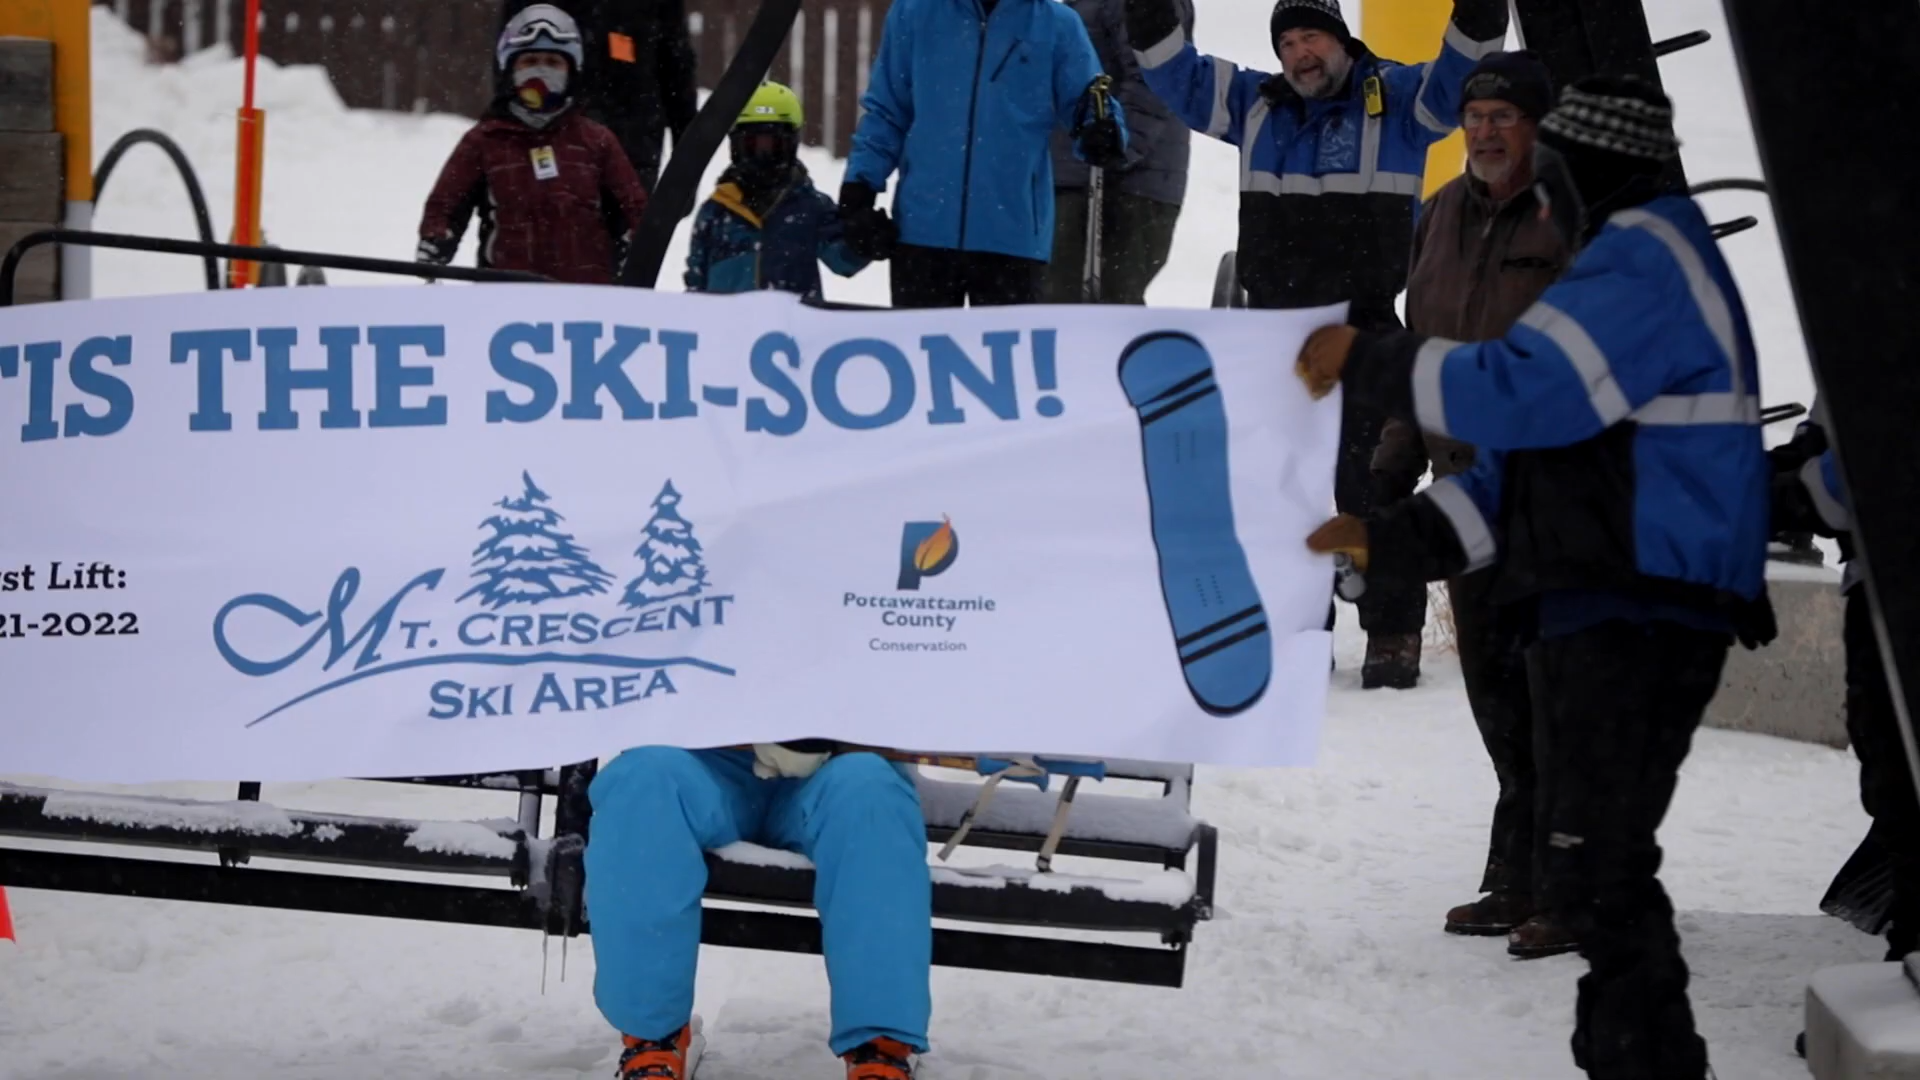 'TIS THE SKI-SON!
st Lift:
21-2022
MT. CRESCENT
SKI AREA
Pottawattamie
County
Conservation